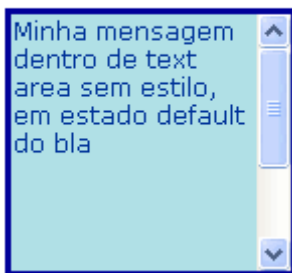 Minha mensagem
dentro de text
area sem estilo,
em estado default
do bla